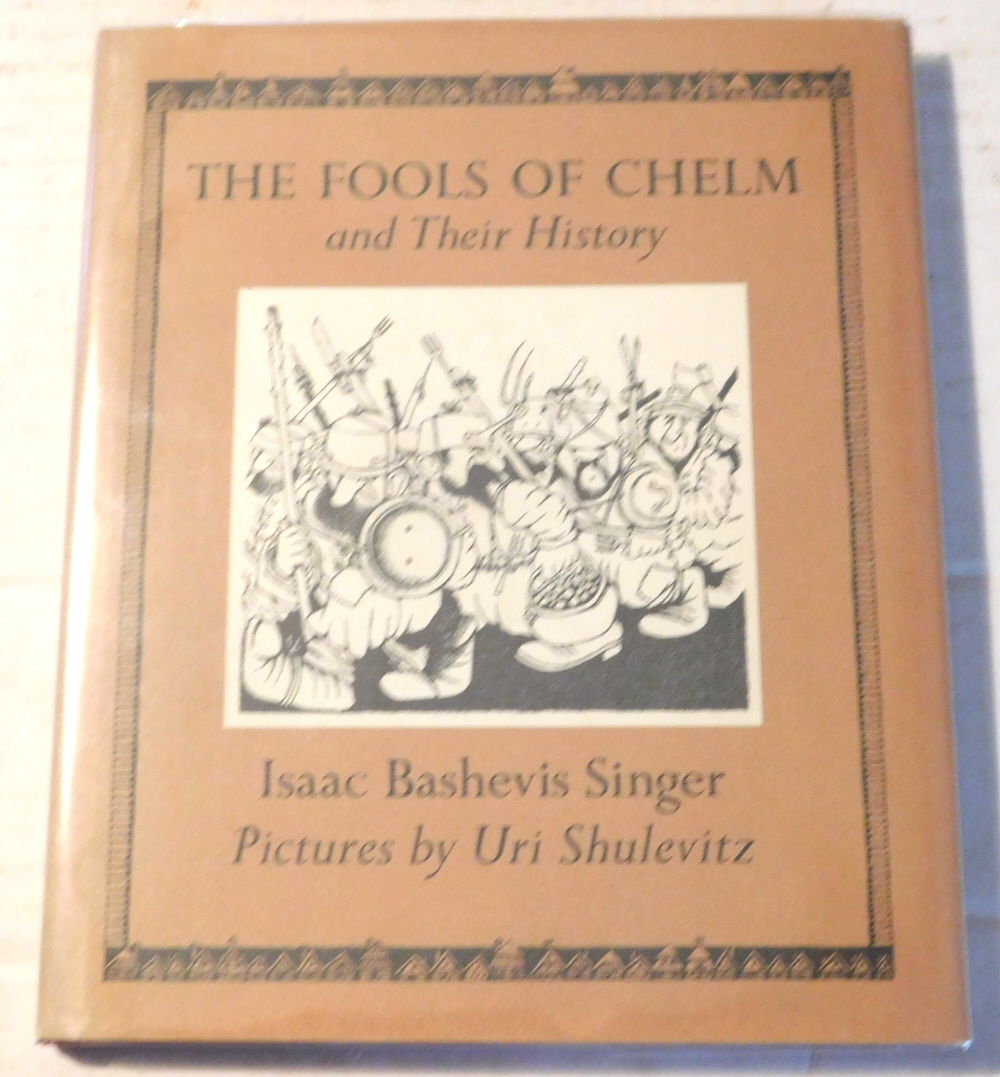 THE FOOLS OF CHELM
and Their History
Isaac Bashevis Singer
Pictures by Uri Shulevitz